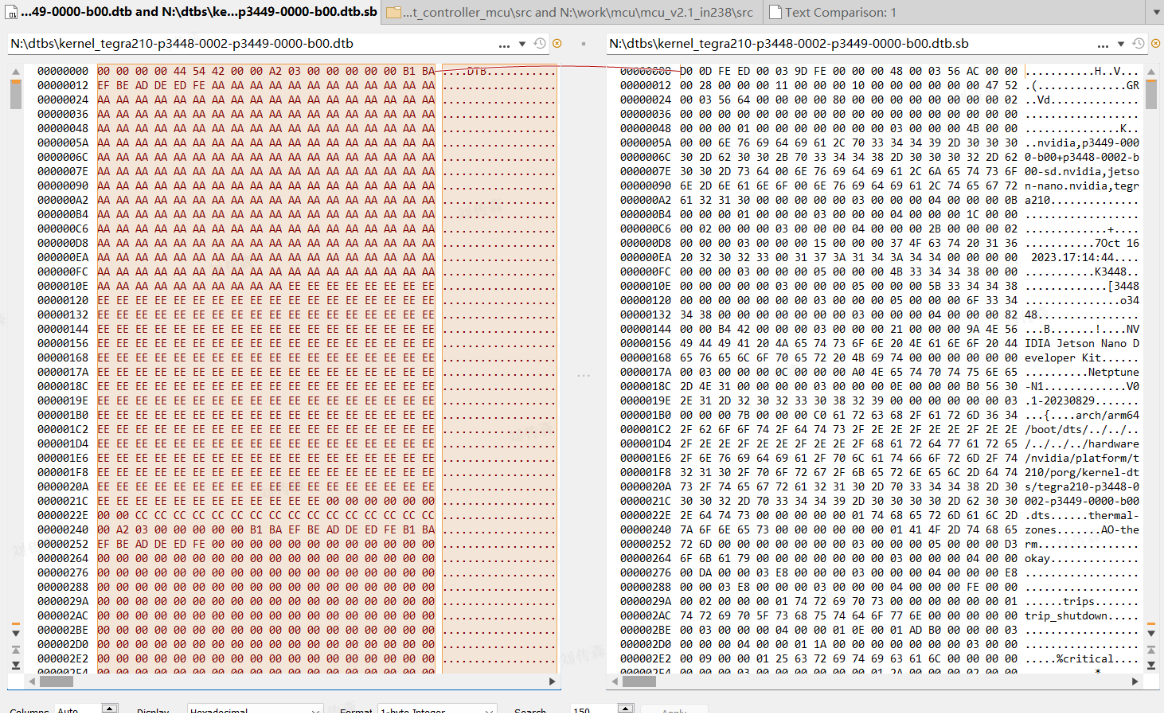 ...49-0000-b00.dtb and N:\dtbs\ke...p3449-0000-b00.dtb.sb ...t_controller_mcu\src and N:\work\mcu\mcu_v2.1_in238\src Text Comparison: 1
N:\dtbs\kernel_tegra210-p3448-0002-p3449-0000-b00.dtb N:\dtbs\kernel_tegra210-p3448-0002-p3449-0000-b00.dtb.sb
00000000 00 00 00 00 44 54 42 00 00 A2 03 00 00 00 00 00 B1 BA ....DTB...........
00000012 EF BE AD DE ED FE AA AA AA AA AA AA AA AA AA AA AA AA
00000024 AA AA AA AA AA AA AA AA AA AA AA AA AA AA AA AA AA AA
00000036 AA AA AA AA AA AA AA AA AA AA AA AA AA AA AA AA AA AA
00000048 AA AA AA AA AA AA AA AA AA AA AA AA AA AA AA AA AA AA
0000005A AA AA AA AA AA AA AA AA AA AA AA AA AA AA AA AA AA AA
0000006C AA AA AA AA AA AA AA AA AA AA AA AA AA AA AA AA AA AA
0000007E AA AA AA AA AA AA AA AA AA AA AA AA AA AA AA AA AA AA
00000090 AA AA AA AA AA AA AA AA AA AA AA AA AA AA AA AA AA AA
000000A2 AA AA AA AA AA AA AA AA AA AA AA AA AA AA AA AA AA AA
000000B4 AA AA AA AA AA AA AA AA AA AA AA AA AA AA AA AA AA AA
000000C6 AA AA AA AA AA AA AA AA AA AA AA AA AA AA AA AA AA AA
000000D8 AA AA AA AA AA AA AA AA AA AA AA AA AA AA AA AA AA AA
000000EA AA AA AA AA AA AA AA AA AA AA AA AA AA AA AA AA AA AA
000000FC AA AA AA AA AA AA AA AA AA AA AA AA AA AA AA AA AA AA
0000010E AA AA AA AA AA AA AA AA AA AA EE EE EE EE EE EE EE EE
00000120 EE EE EE EE EE EE EE EE EE EE EE EE EE EE EE EE EE EE
00000132 EE EE EE EE EE EE EE EE EE EE EE EE EE EE EE EE EE EE
00000144 EE EE EE EE EE EE EE EE EE EE EE EE EE EE EE EE EE EE
00000156 EE EE EE EE EE EE EE EE EE EE EE EE EE EE EE EE EE EE
00000168 EE EE EE EE EE EE EE EE EE EE EE EE EE EE EE EE EE EE
0000017A EE EE EE EE EE EE EE EE EE EE EE EE EE EE EE EE EE EE
0000018C EE EE EE EE EE EE EE EE EE EE EE EE EE EE EE EE EE EE
0000019E EE EE EE EE EE EE EE EE EE EE EE EE EE EE EE EE EE EE
000001B0 EE EE EE EE EE EE EE EE EE EE EE EE EE EE EE EE EE EE
000001C2 EE EE EE EE EE EE EE EE EE EE EE EE EE EE EE EE EE EE
000001D4 EE EE EE EE EE EE EE EE EE EE EE EE EE EE EE EE EE EE
000001E6 EE EE EE EE EE EE EE EE EE EE EE EE EE EE EE EE EE EE
000001F8 EE EE EE EE EE EE EE EE EE EE EE EE EE EE EE EE EE EE
0000020A EE EE EE EE EE EE EE EE EE EE EE EE EE EE EE EE EE EE
0000021C EE EE EE EE EE EE EE EE EE EE EE EE 00 00 00 00 00 00
0000022E 00 00 CC CC CC CC CC CC CC CC CC CC CC CC CC CC CC CC
00000240 00 A2 03 00 00 00 00 00 B1 BA EF BE AD DE ED FE B1 BA
00000252 EF BE AD DE ED FE 00 00 00 00 00 00 00 00 00 00 00 00
00000264 00 00 00 00 00 00 00 00 00 00 00 00 00 00 00 00 00 00
00000276 00 00 00 00 00 00 00 00 00 00 00 00 00 00 00 00 00 00
00000288 00 00 00 00 00 00 00 00 00 00 00 00 00 00 00 00 00 00
0000029A 00 00 00 00 00 00 00 00 00 00 00 00 00 00 00 00 00 00
000002AC 00 00 00 00 00 00 00 00 00 00 00 00 00 00 00 00 00 00
000002BE 00 00 00 00 00 00 00 00 00 00 00 00 00 00 00 00 00 00
000002D0 00 00 00 00 00 00 00 00 00 00 00 00 00 00 00 00 00 00
000002E2 00 00 00 00 00 00 00 00 00 00 00 00 00 00 00 00 00 00
00000000 D0 0D FE ED 00 03 9D FE 00 00 00 48 00 03 56 AC 00 00 ...........H..V...
00000012 00 28 00 00 00 11 00 00 00 10 00 00 00 00 00 00 47 52 .(..............GR
00000024 00 03 56 64 00 00 00 00 80 00 00 00 00 00 00 00 00 00 ..Vd..............
00000036 00 00 00 00 00 00 00 00 00 00 00 00 00 00 00 00 00 00
00000048 00 00 00 01 00 00 00 00 00 00 00 03 00 00 00 4B 00 00 ...............K..
0000005A 00 00 6E 76 69 64 69 61 2C 70 33 34 34 39 2D 30 30 30 ..nvidia,p3449-000
0000006C 30 2D 62 30 30 2B 70 33 34 34 38 2D 30 30 30 32 2D 62 0-b00+p3448-0002-b
0000007E 30 30 2D 73 64 00 6E 76 69 64 69 61 2C 6A 65 74 73 6F 00-sd.nvidia,jetso
00000090 6E 2D 6E 61 6E 6F 00 6E 76 69 64 69 61 2C 74 65 67 72 n-nano.nvidia,tegr
000000A2 61 32 31 30 00 00 00 00 00 03 00 00 00 04 00 00 00 0B a210..............
000000B4 00 00 00 01 00 00 00 03 00 00 00 04 00 00 00 1C 00 00
000000C6 00 02 00 00 00 03 00 00 00 04 00 00 00 2B 00 00 00 02 .............+....
000000D8 00 00 00 03 00 00 00 15 00 00 00 37 4F 63 74 20 31 36 ...........7Oct 16
000000EA 20 32 30 32 33 00 31 37 3A 31 34 3A 34 34 00 00 00 00  2023.17:14:44....
000000FC 00 00 00 03 00 00 00 05 00 00 00 4B 33 34 34 38 00 00 ...........K3448..
0000010E 00 00 00 00 00 03 00 00 00 05 00 00 00 5B 33 34 34 38 .............[3448
00000120 00 00 00 00 00 00 00 03 00 00 00 05 00 00 00 6F 33 34 ...............o34
00000132 34 38 00 00 00 00 00 00 00 03 00 00 00 04 00 00 00 82 48................
00000144 00 00 B4 42 00 00 00 03 00 00 00 21 00 00 00 9A 4E 56 ...B.......!....NV
00000156 49 44 49 41 20 4A 65 74 73 6F 6E 20 4E 61 6E 6F 20 44 IDIA Jetson Nano D
00000168 65 76 65 6C 6F 70 65 72 20 4B 69 74 00 00 00 00 00 00 eveloper Kit......
0000017A 00 03 00 00 00 0C 00 00 00 A0 4E 65 74 70 74 75 6E 65 ..........Netptune
0000018C 2D 4E 31 00 00 00 00 00 03 00 00 00 0E 00 00 00 B0 56 30 -N1.............V0
0000019E 2E 31 2D 32 30 32 33 30 38 32 39 00 00 00 00 00 00 03 .1-20230829.......
000001B0 00 00 00 7B 00 00 00 C0 61 72 63 68 2F 61 72 6D 36 34 ...{....arch/arm64
000001C2 2F 62 6F 6F 74 2F 64 74 73 2F 2E 2E 2F 2E 2E 2F 2E 2E /boot/dts/../../..
000001D4 2F 2E 2E 2F 2E 2E 2F 2E 2E 2F 68 61 72 64 77 61 72 65 /../../../hardware
000001E6 2F 6E 76 69 64 69 61 2F 70 6C 61 74 66 6F 72 6D 2F 74 /nvidia/platform/t
000001F8 32 31 30 2F 70 6F 72 67 2F 6B 65 72 6E 65 6C 2D 64 74 210/porg/kernel-dt
0000020A 73 2F 74 65 67 72 61 32 31 30 2D 70 33 34 34 38 2D 30 s/tegra210-p3448-0
0000021C 30 30 32 2D 70 33 34 34 39 2D 30 30 30 30 2D 62 30 30 002-p3449-0000-b00
0000022E 2E 64 74 73 00 00 00 00 00 01 74 68 65 72 6D 61 6C 2D .dts......thermal-
00000240 7A 6F 6E 65 73 00 00 00 00 00 00 01 41 4F 2D 74 68 65 zones.......AO-the
00000252 72 6D 00 00 00 00 00 03 00 00 00 05 00 00 00 D3 rm................
00000264 6F 6B 61 79 00 00 00 00 00 00 00 03 00 00 00 04 00 00 okay..............
00000276 00 DA 00 00 03 E8 00 00 00 03 00 00 00 04 00 00 00 E8
00000288 00 00 03 E8 00 00 00 03 00 00 00 04 00 00 00 FE 00 00
0000029A 00 02 00 00 00 01 74 72 69 70 73 00 00 00 00 00 00 01 ......trips.......
000002AC 74 72 69 70 5F 73 68 75 74 64 6F 77 6E 00 00 00 00 00 trip_shutdown.....
000002BE 00 03 00 00 00 04 00 00 01 0E 00 01 AD B0 00 00 00 03
000002D0 00 00 00 04 00 00 01 1A 00 00 00 00 00 00 00 03 00 00
000002E2 00 09 00 00 01 25 63 72 69 74 69 63 61 6C 00 00 00 00 .....%critical....
Columns Auto Display Hexadecimal Format 1-byte Integer Search 150 Apply